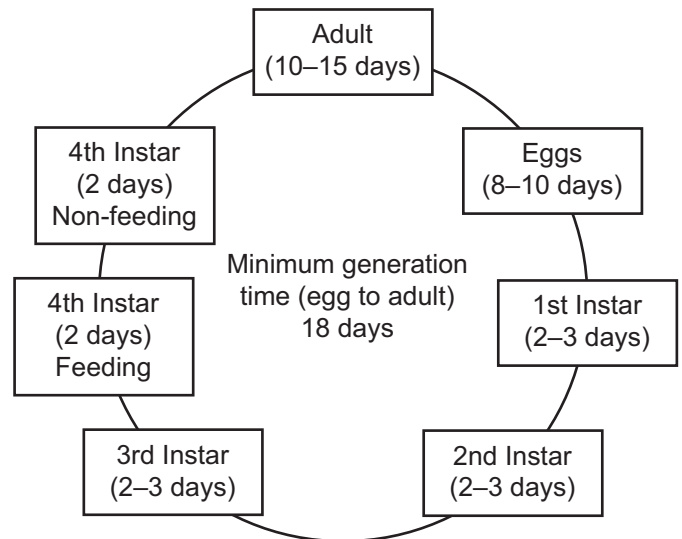 Adult
(10–15 days)
Eggs
(8–10 days)
1st Instar
(2–3 days)
2nd Instar
(2–3 days)
3rd Instar
(2–3 days)
4th Instar
(2 days)
Feeding
4th Instar
(2 days)
Non-feeding
Minimum generation
time (egg to adult)
18 days